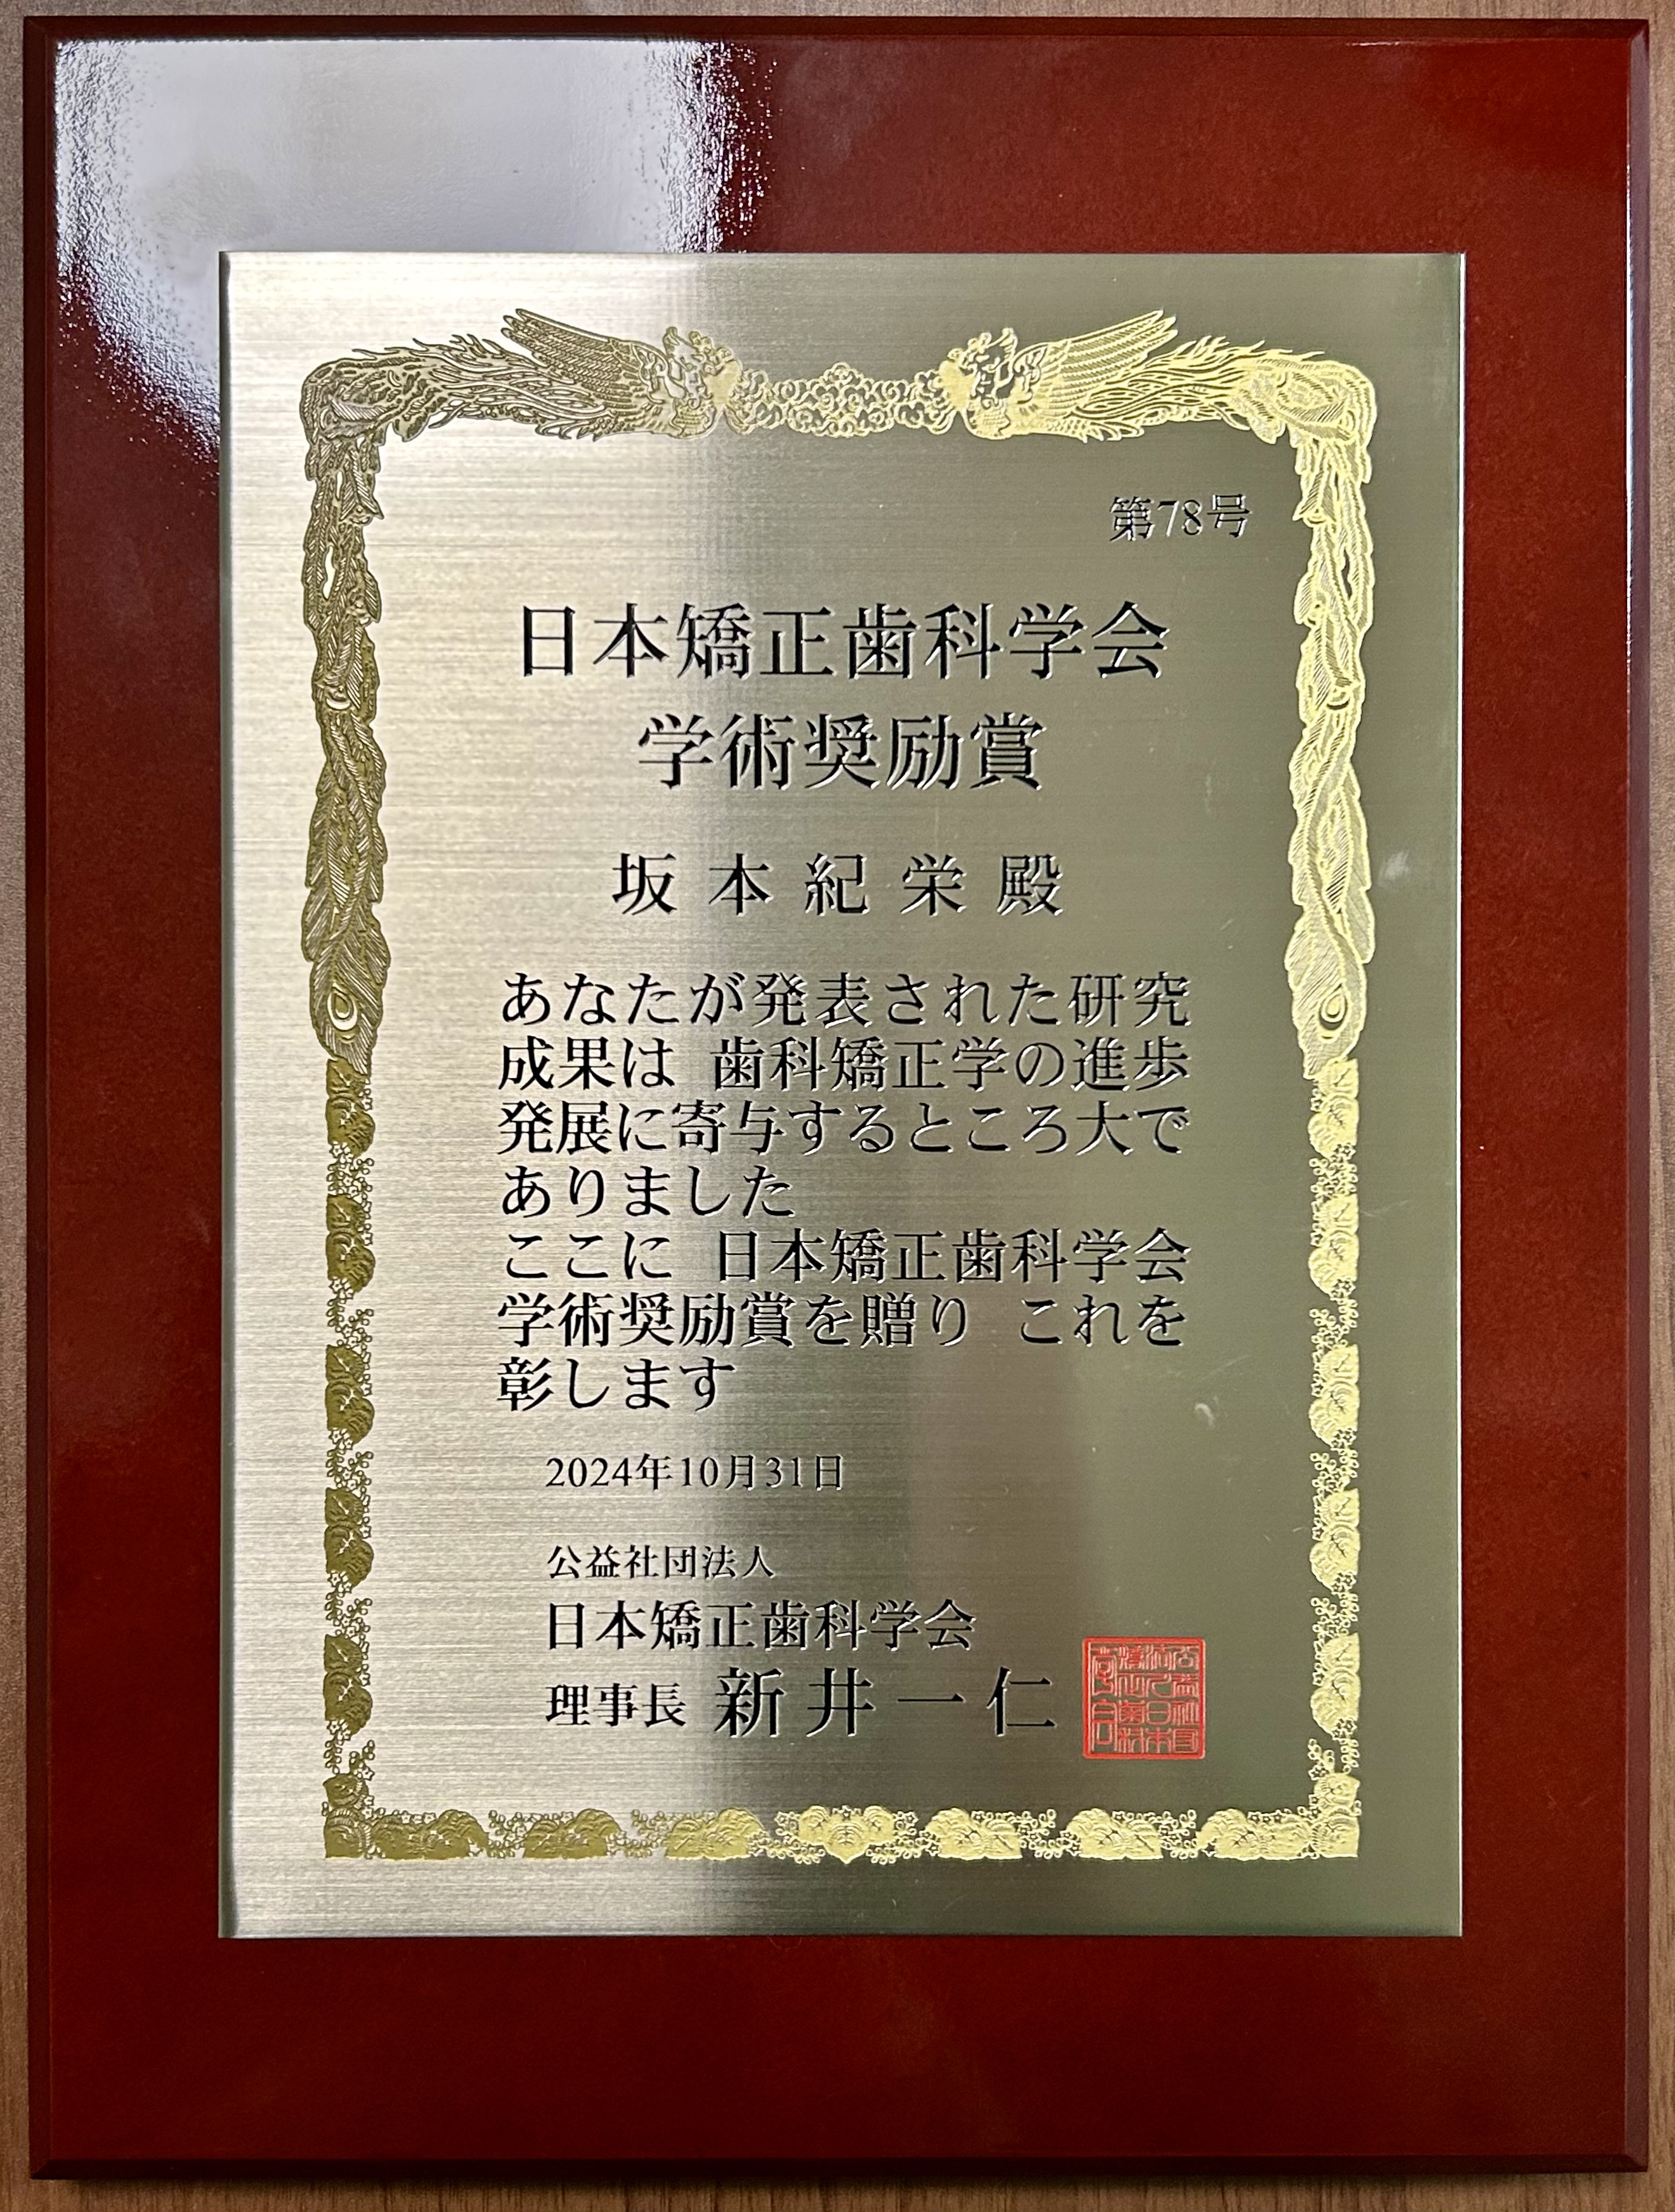 第78号
日本矯正歯科学会
学術奨励賞
坂本紀栄殿
あなたが発表された研究
成果は 歯科矯正学の進歩
発展に寄与するところ大で
ありました
ここに 日本矯正歯科学会
学術奨励賞を贈り これを
彰します
2024年10月31日
公益社団法人
日本矯正歯科学会
理事長 新井一仁